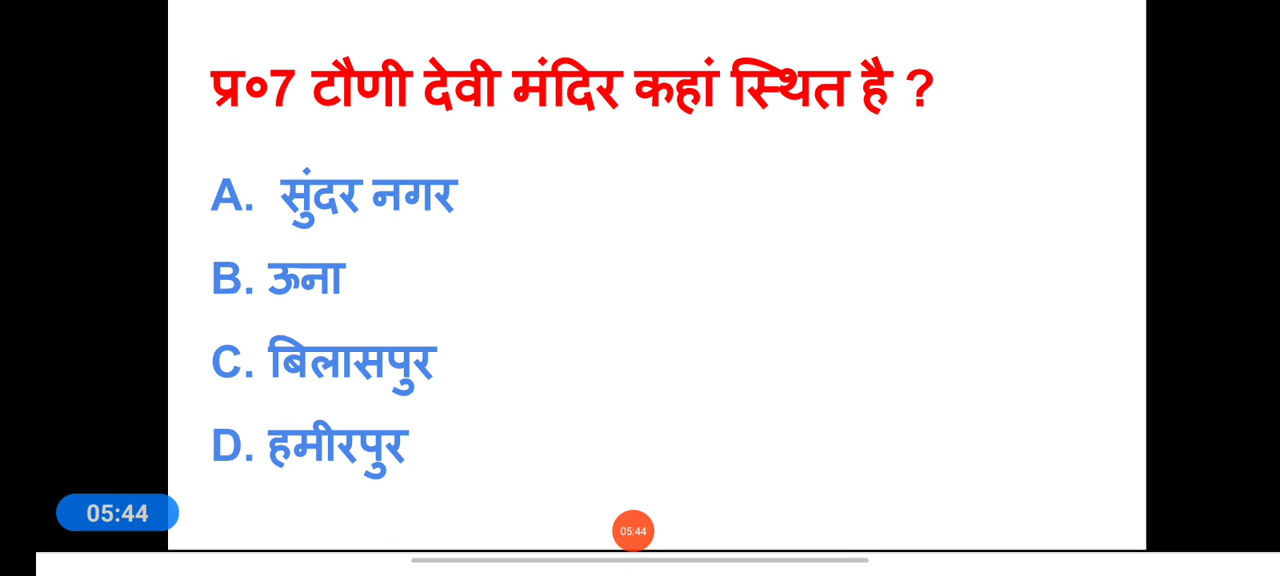 प्र०7 टौणी देवी मंदिर कहां स्थित है ?
A. सुंदर नगर
B. ऊना
C. बिलासपुर
D. हमीरपुर
05:44
05:44